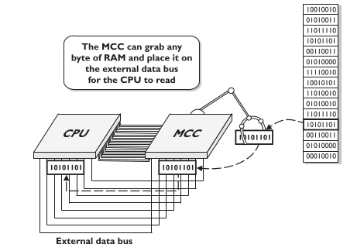 The MCC can grab any
byte of RAM and place it on
the external data bus
for the CPU to read
10010010
01010011
11011110
10101101
00110011
01010000
11110010
10010101
11010010
01010010
11011110
10101101
00110011
01010000
00010010
CPU
MCC
10101101
10101101
10101101
External data bus